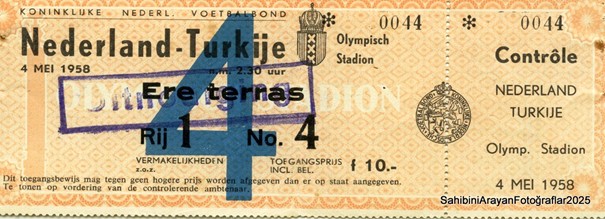 KONINKLIJKE NEDERL. VOETBALBOND
* 0044 * 0044
Nederland-Turkije
Olympisch
Stadion
4 MEI 1958
n.m. 2.30 uur
Ere terras
4
Rij 1 No. 4
VERMAKELIJKHEDEN
z.o.z.
TOEGANGSPRIJS
INCL. BEL.
f 10.-
Dit toegangsbewijs mag tegen geen hogere prijs worden afgegeven dan er op staat aangegeven.
Te tonen op vordering van de controlerende ambtenaar.
Contrôle
NEDERLAND
TURKIJE
Olymp. Stadion
4 MEI 1958
SahibiniArayanFotoğraflar2025